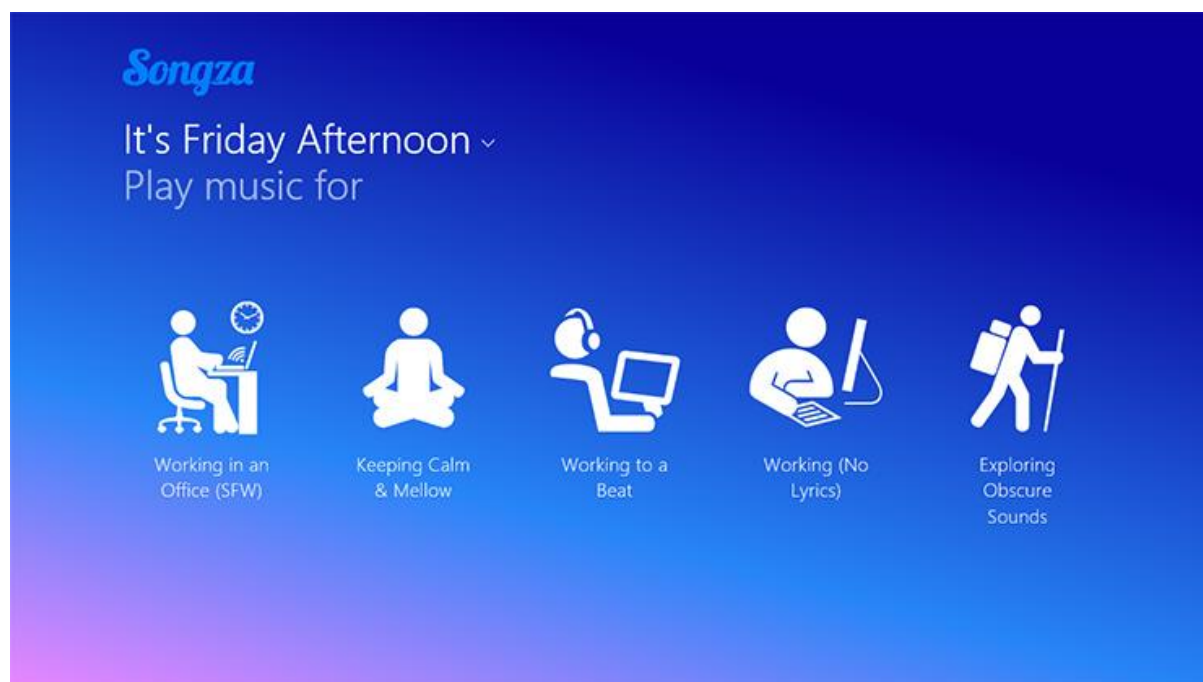 Songza
It's Friday Afternoon
Play music for
Working in an
Office (SFW)
Keeping Calm
& Mellow
Working to a
Beat
Working (No
Lyrics)
Exploring
Obscure
Sounds